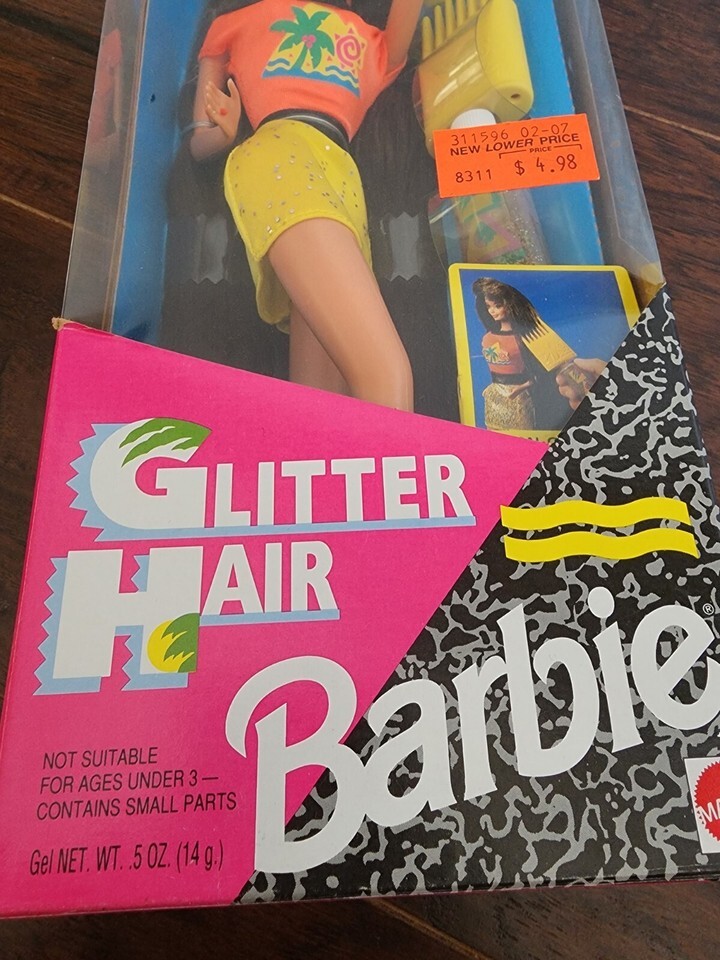 311596 02-07
NEW LOWER PRICE
PRICE
8311 $ 4.98
GLITTER
HAIR
Barbie®
NOT SUITABLE
FOR AGES UNDER 3—
CONTAINS SMALL PARTS
Gel NET. WT. .5 OZ. (14 g.)